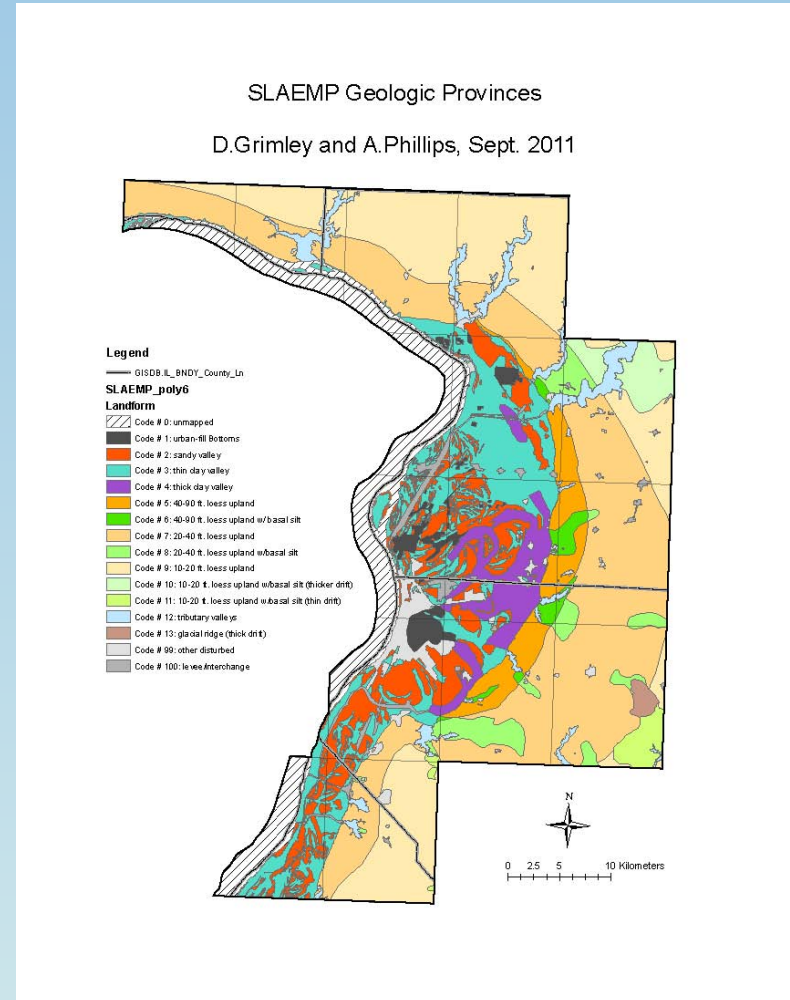 SLAEMP Geologic Provinces
D.Grimley and A.Phillips, Sept. 2011
Legend
GISDB.IL_BNDY_County_Ln
SLAEMP_poly6
Landform
Code # 0: unmapped
Code # 1: urban-fill Bottoms
Code # 2: sandy valley
Code # 3: thin clay valley
Code # 4: thick clay valley
Code # 5: 40-90 ft. loess upland
Code # 6: 40-90 ft. loess upland w/ basal silt
Code # 7: 20-40 ft. loess upland
Code # 8: 20-40 ft. loess upland w/basal silt
Code # 9: 10-20 ft. loess upland
Code # 10: 10-20 ft. loess upland w/basal silt (thicker drift)
Code # 11: 10-20 ft. loess upland w/basal silt (thin drift)
Code # 12: tributary valleys
Code # 13: glacial ridge (thick drift)
Code # 99: other disturbed
Code # 100: levee/interchange
N
0 2.5 5 10 Kilometers